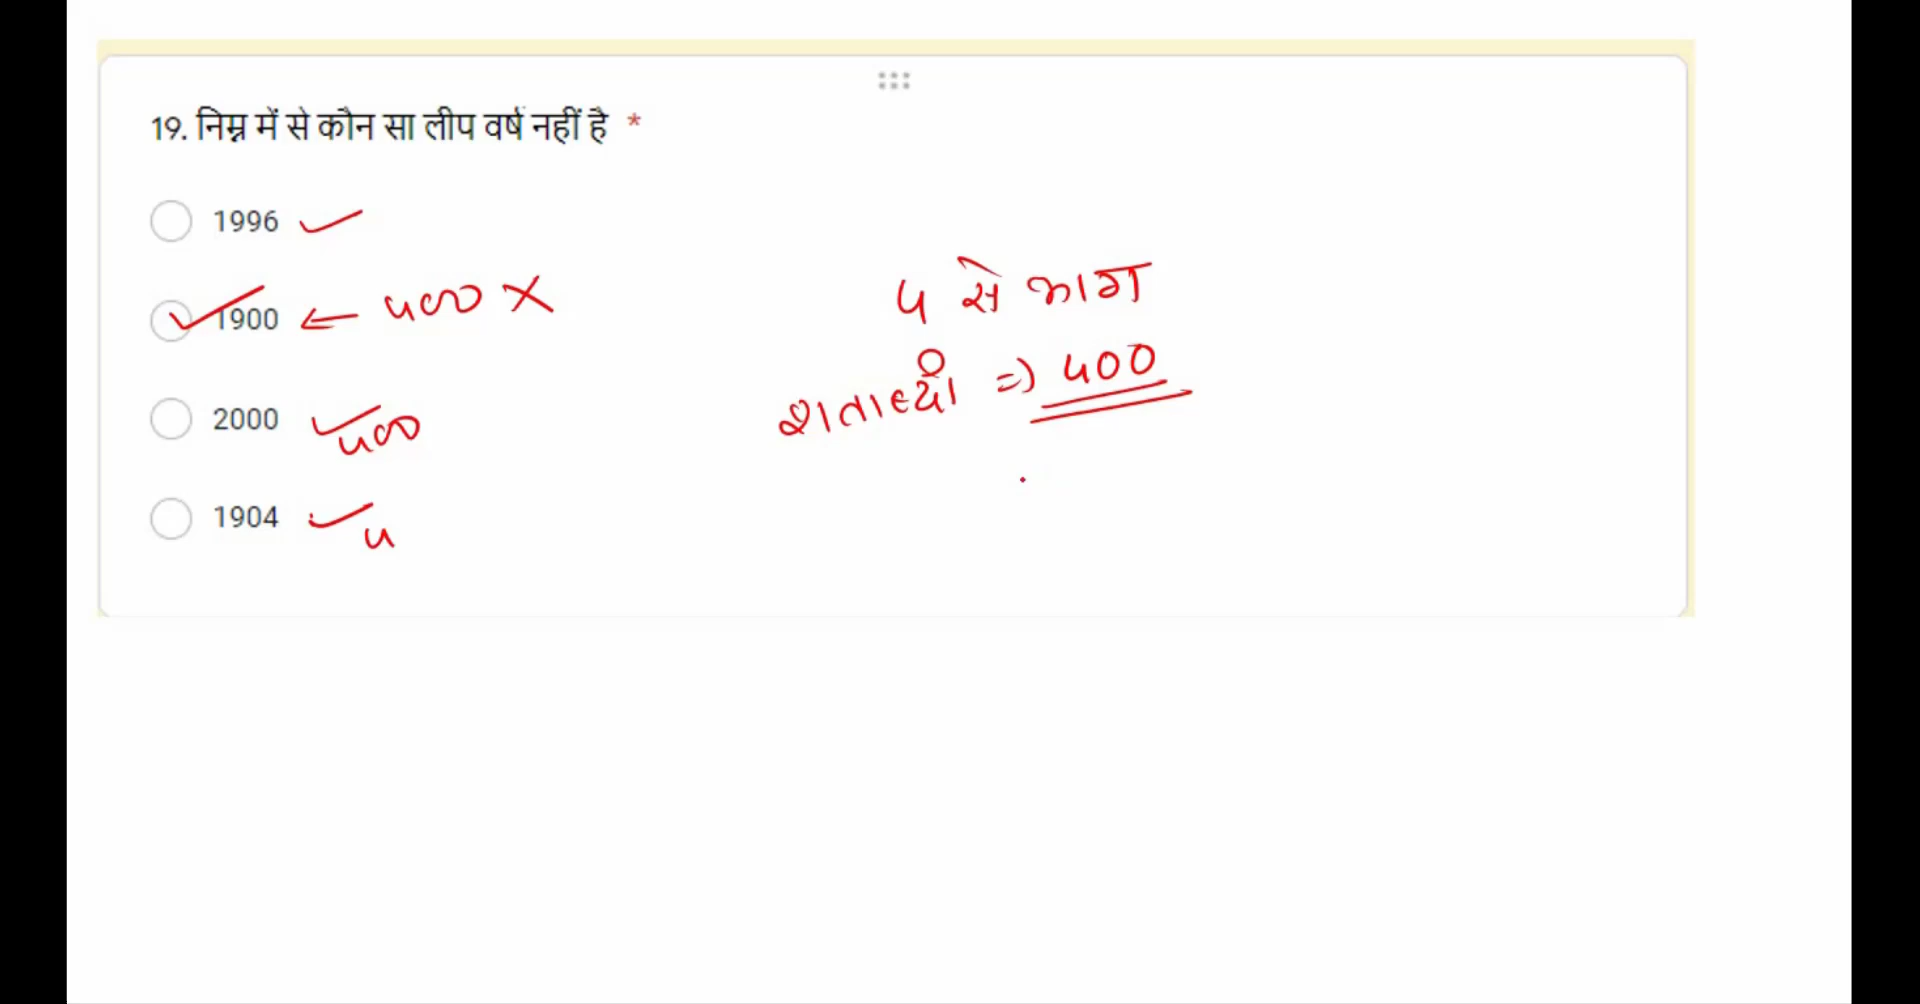 19. निम्न में से कौन सा लीप वर्ष नहीं है *
1996
1900 ← 400 ×
2000 400
1904 4
4 से भाग
शताब्दी => 400